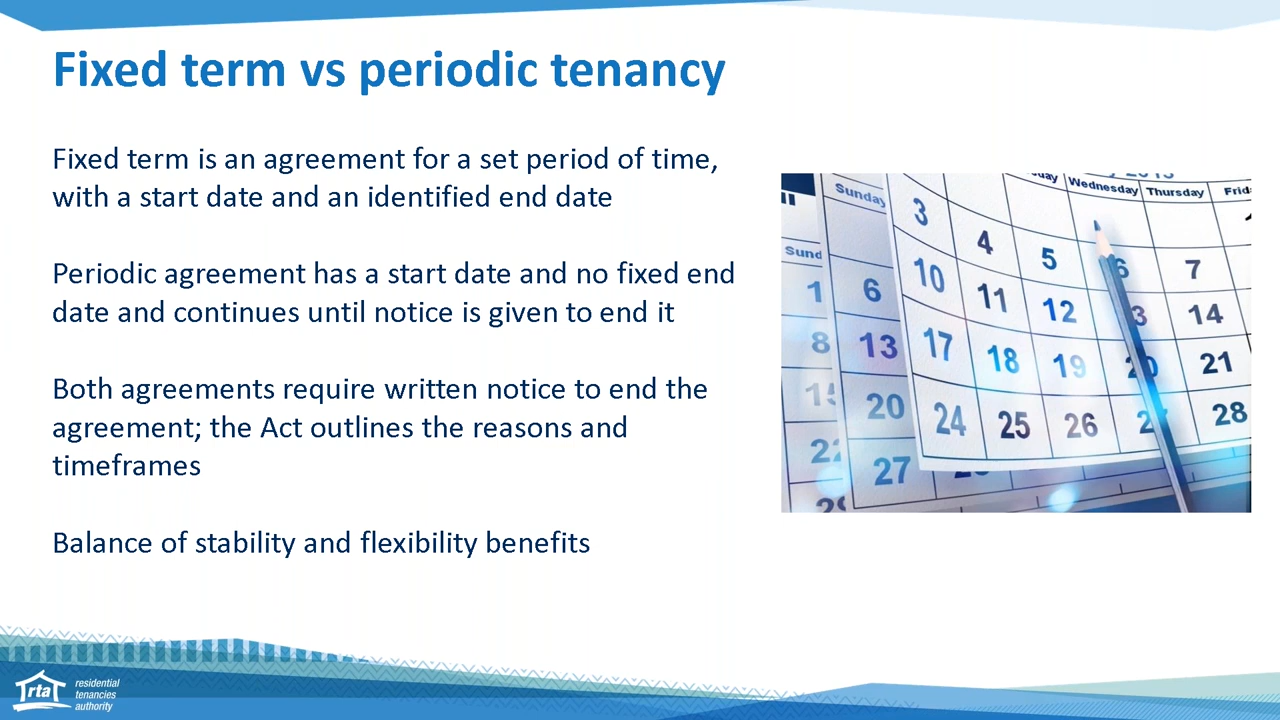 Fixed term vs periodic tenancy
Fixed term is an agreement for a set period of time,
with a start date and an identified end date
Periodic agreement has a start date and no fixed end
date and continues until notice is given to end it
Both agreements require written notice to end the
agreement; the Act outlines the reasons and
timeframes
Balance of stability and flexibility benefits
Sunday
Wednesday Thursday
3 4 5 7
10 11 12 14
17 18 19 21
24 25 26 28
6
13
20
27
rta
residential
tenancies
authority